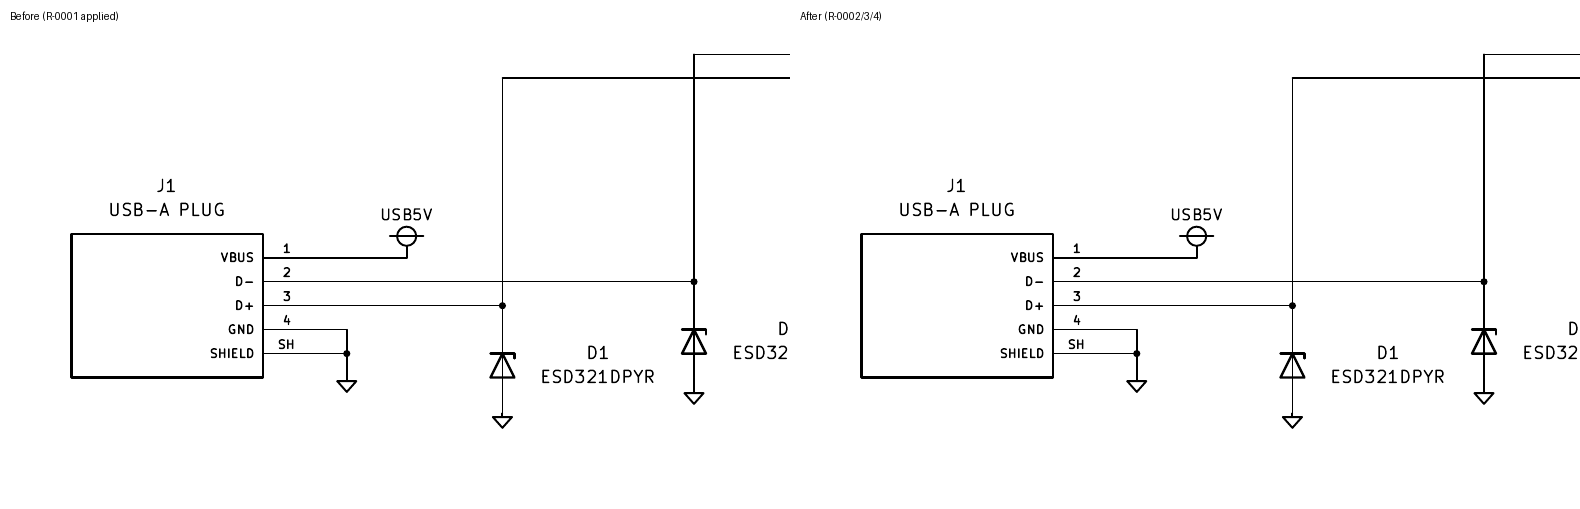 Before (R-0001 applied)
J1
USB-A PLUG
USB5V
VBUS 1
D- 2
D+ 3
GND 4
SHIELD SH
D1
ESD321DPYR
D
ESD32
After (R-0002/3/4)
J1
USB-A PLUG
USB5V
VBUS 1
D- 2
D+ 3
GND 4
SHIELD SH
D1
ESD321DPYR
D
ESD32